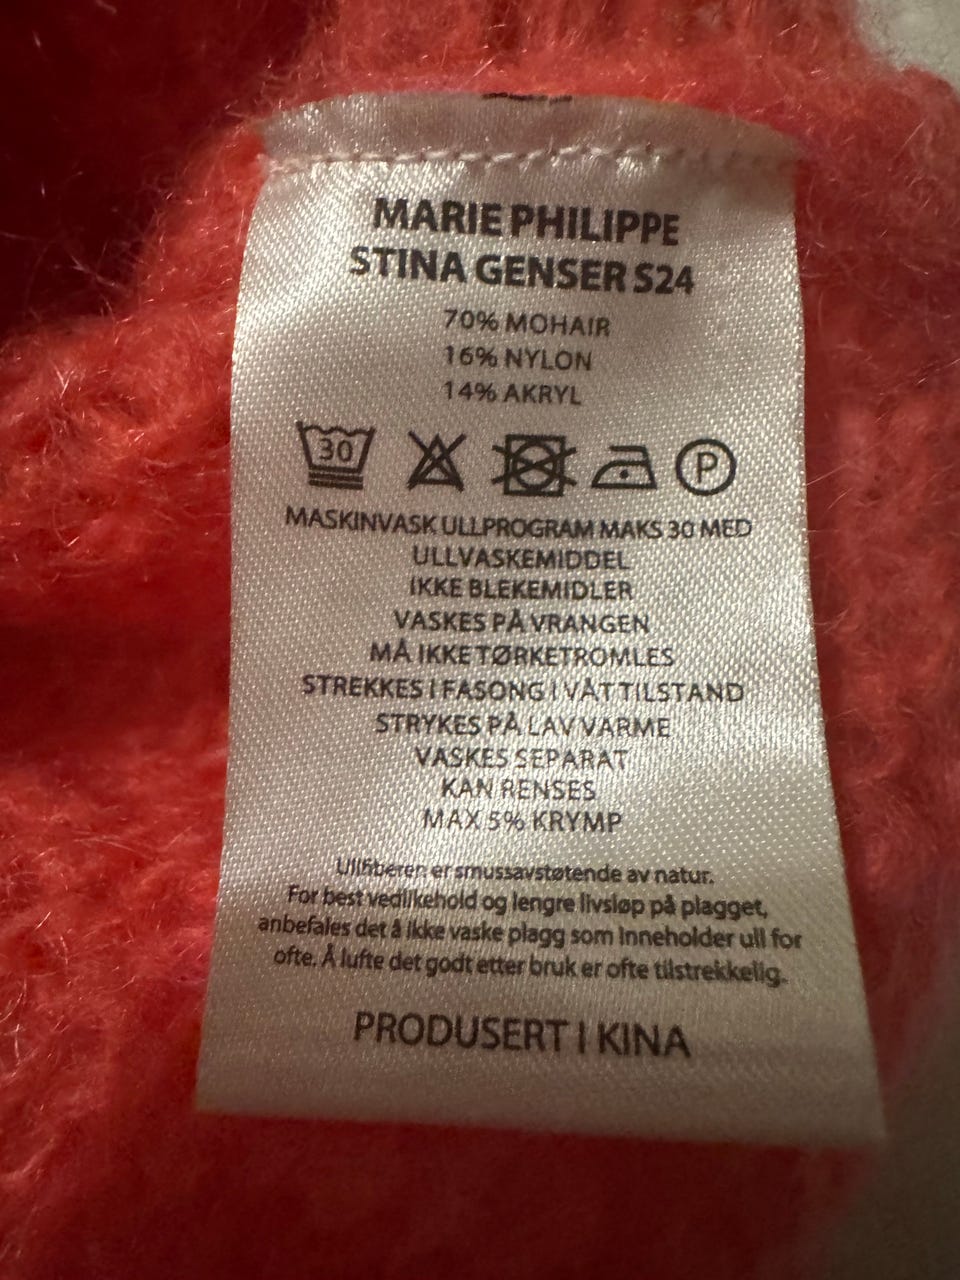 MARIE PHILIPPE
STINA GENSER S24
70% MOHAIR
16% NYLON
14% AKRYL
30 P
MASKINVASK ULLPROGRAM MAKS 30 MED
ULLVASKEMIDDEL
IKKE BLEKEMIDLER
VASKES PÅ VRANGEN
MÅ IKKE TØRKETROMLES
STREKKES I FASONG I VÅT TILSTAND
STRYKES PÅ LAV VARME
VASKES SEPARAT
KAN RENSES
MAX 5% KRYMP
Ullfiberen er smussavstøtende av natur.
For best vedlikehold og lengre livsløp på plagget,
anbefales det å ikke vaske plagg som inneholder ull for
ofte. Å lufte det godt etter bruk er ofte tilstrekkelig.
PRODUSERT I KINA